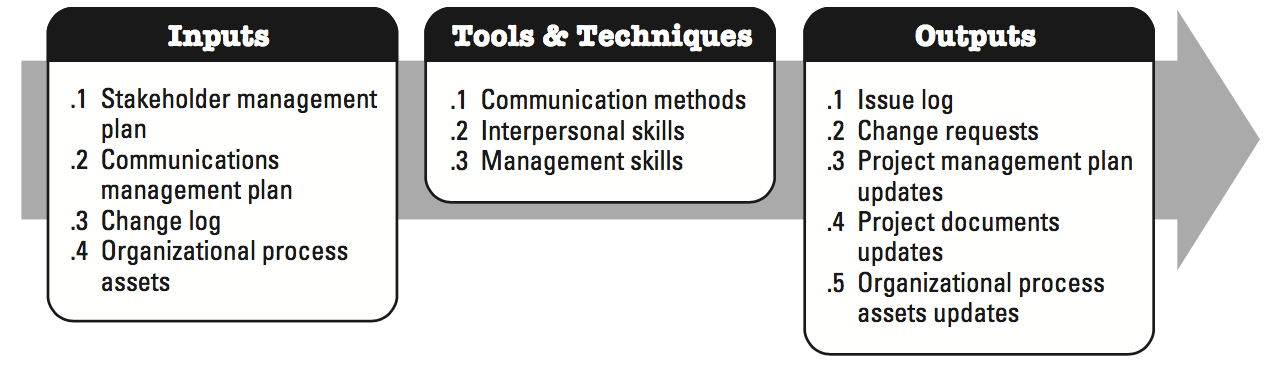 Inputs
.1 Stakeholder management
plan
.2 Communications
management plan
.3 Change log
.4 Organizational process
assets
Tools & Techniques
.1 Communication methods
.2 Interpersonal skills
.3 Management skills
Outputs
.1 Issue log
.2 Change requests
.3 Project management plan
updates
.4 Project documents
updates
.5 Organizational process
assets updates